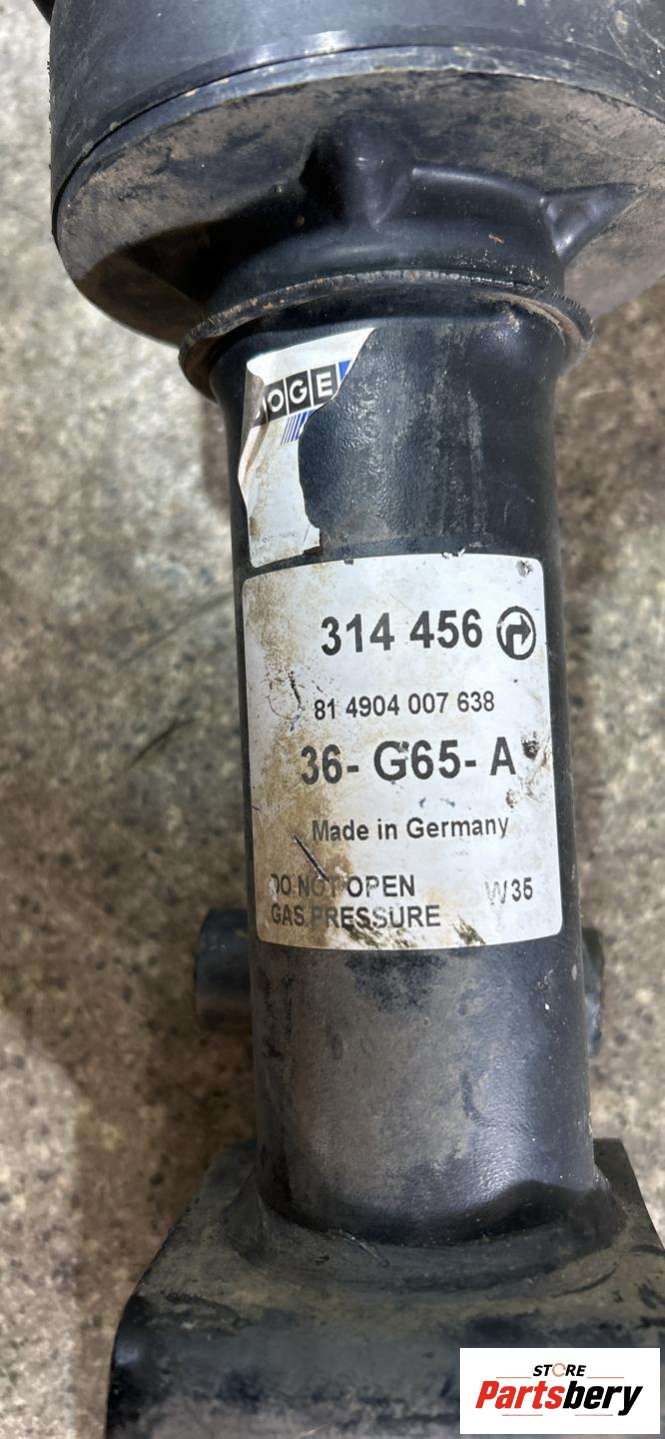 OGE
314 456
81 4904 007 638
36- G65- A
Made in Germany
DO NOT OPEN W35
GAS PRESSURE
STORE
Partsbery